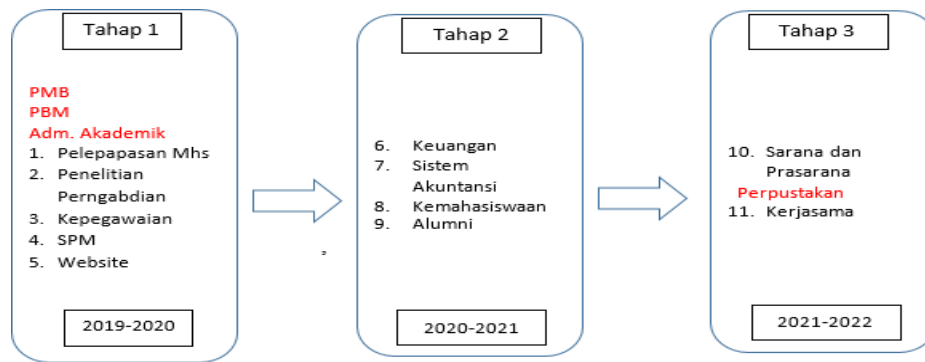 Tahap 1
PMB
PBM
Adm. Akademik
1. Pelepapasan Mhs
2. Penelitian
Perngabdian
3. Kepegawaian
4. SPM
5. Website
2019-2020
Tahap 2
6. Keuangan
7. Sistem
Akuntansi
8. Kemahasiswaan
9. Alumni
2020-2021
Tahap 3
10. Sarana dan
Prasarana
Perpustakan
11. Kerjasama
2021-2022